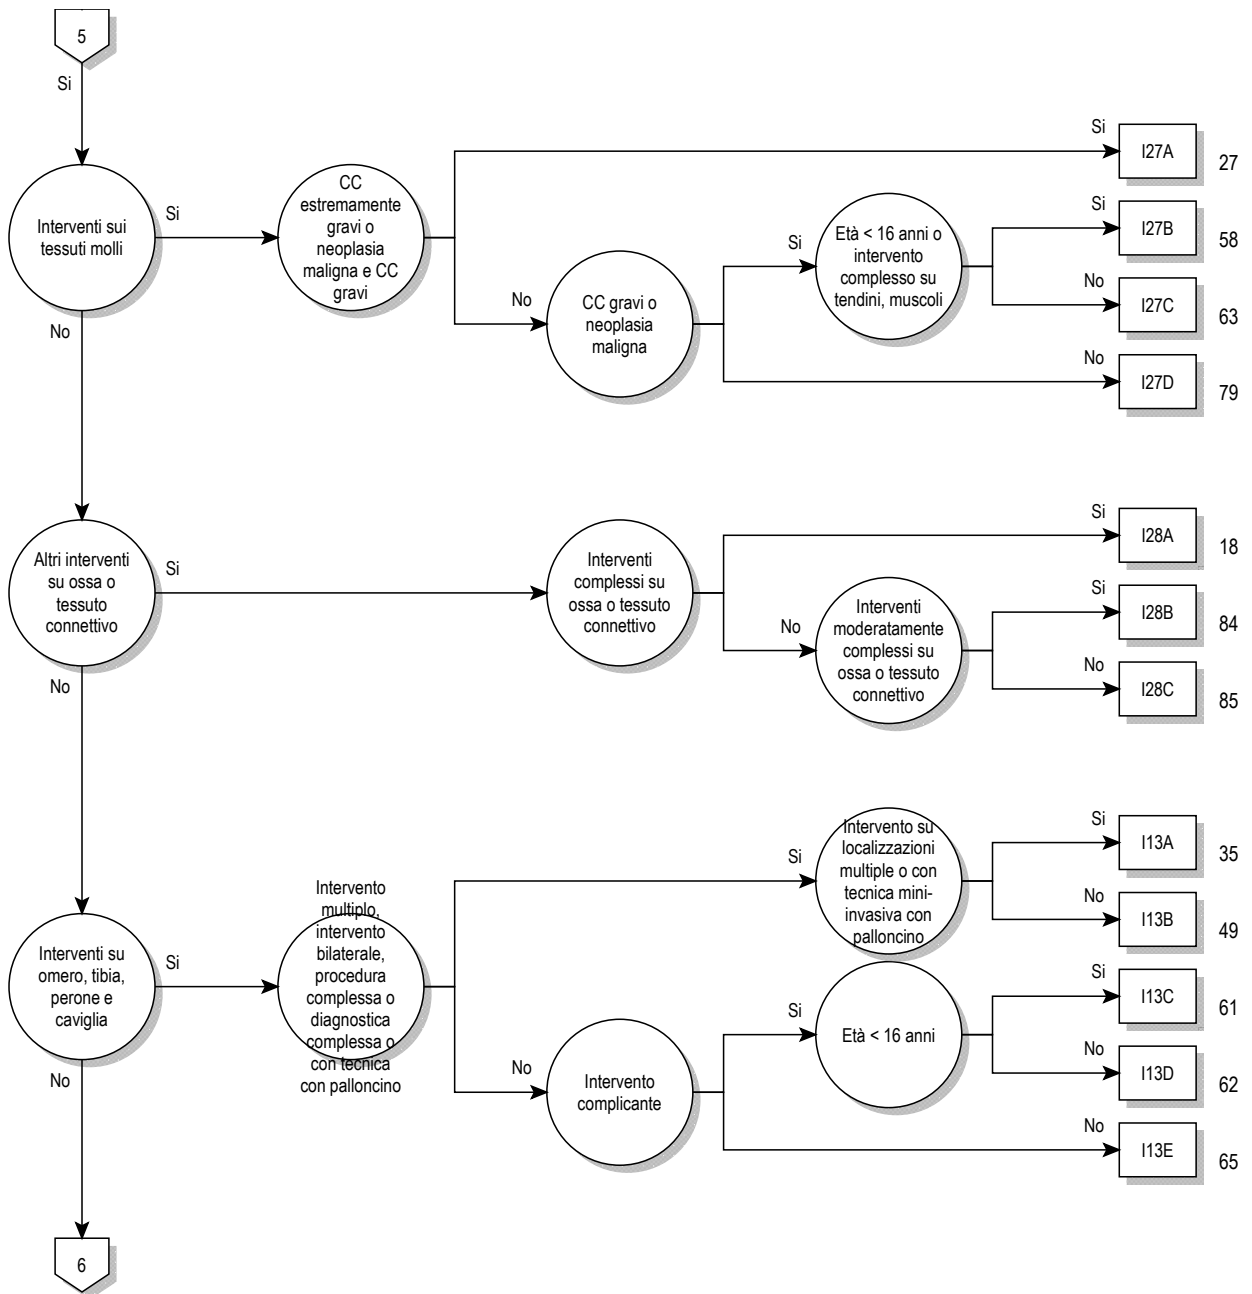 5
Si
Interventi sui
tessuti molli
Si
CC
estremamente
gravi o
neoplasia
maligna e CC
gravi
Si
I27A
27
No
CC gravi o
neoplasia
maligna
Si
Età < 16 anni o
intervento
complesso su
tendini, muscoli
Si
I27B
58
No
I27C
63
No
I27D
79
No
Altri interventi
su ossa o
tessuto
connettivo
Si
Interventi
complessi su
ossa o tessuto
connettivo
Si
I28A
18
No
Interventi
moderatamente
complessi su
ossa o tessuto
connettivo
Si
I28B
84
No
I28C
85
No
Interventi su
omero, tibia,
perone e
caviglia
Si
Intervento
multiplo,
intervento
bilaterale,
procedura
complessa o
diagnostica
complessa o
con tecnica
con palloncino
Si
Intervento su
localizzazioni
multiple o con
tecnica mini-
invasiva con
palloncino
Si
I13A
35
No
I13B
49
No
Intervento
complicante
Si
Età < 16 anni
Si
I13C
61
No
I13D
62
No
I13E
65
No
6